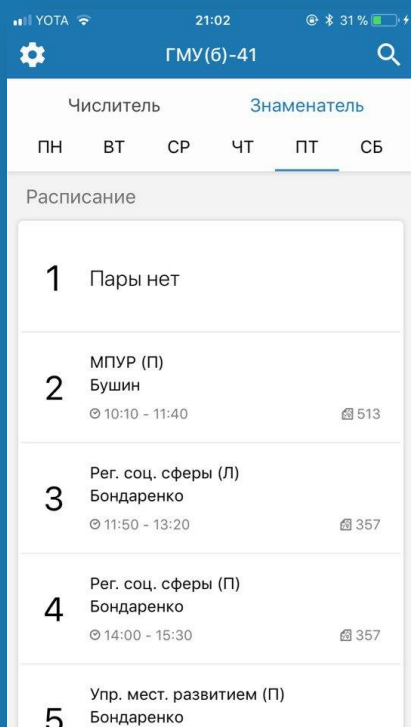 YOTA 21:02 31 %
ГМУ(б)-41
Числитель Знаменатель
ПН ВТ СР ЧТ ПТ СБ
Расписание
1 Пары нет
МПУР (П)
2 Бушин
10:10 - 11:40 513
Рег. соц. сферы (Л)
3 Бондаренко
11:50 - 13:20 357
Рег. соц. сферы (П)
4 Бондаренко
14:00 - 15:30 357
Упр. мест. развитием (П)
5 Бондаренко